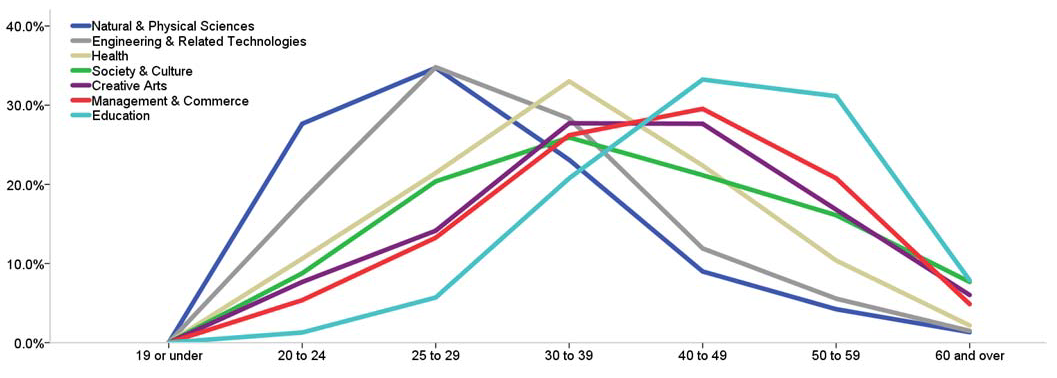 40.0%
30.0%
20.0%
10.0%
0.0%
Natural & Physical Sciences
Engineering & Related Technologies
Health
Society & Culture
Creative Arts
Management & Commerce
Education
19 or under 20 to 24 25 to 29 30 to 39 40 to 49 50 to 59 60 and over